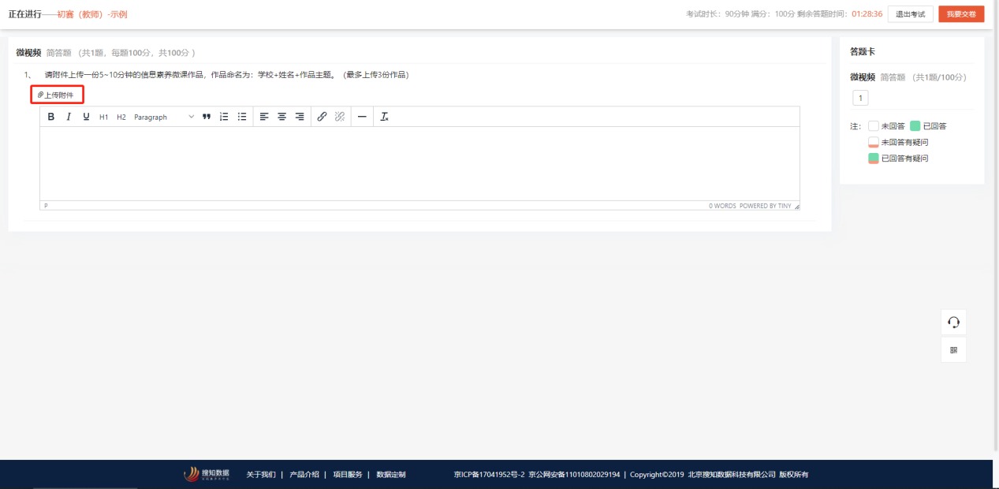 正在进行——初赛（教师）-示例
考试时长：90分钟 满分：100分 剩余答题时间：01:28:36 退出考试 我要交卷
微视频 简答题 （共1题，每题100分，共100分 ）
1、 请附件上传一份5~10分钟的信息素养微课作品，作品命名为：学校+姓名+作品主题。（最多上传3份作品）
上传附件
B I U H1 H2 Paragraph
P 0 WORDS POWERED BY TINY
答题卡
微视频 简答题 （共1题/100分）
1
注： 未回答 已回答
未回答有疑问
已回答有疑问
搜知数据 关于我们 | 产品介绍 | 项目服务 | 数据定制 京ICP备17041952号-2 京公网安备11010802029194 | Copyright©2019 北京搜知数据科技有限公司 版权所有